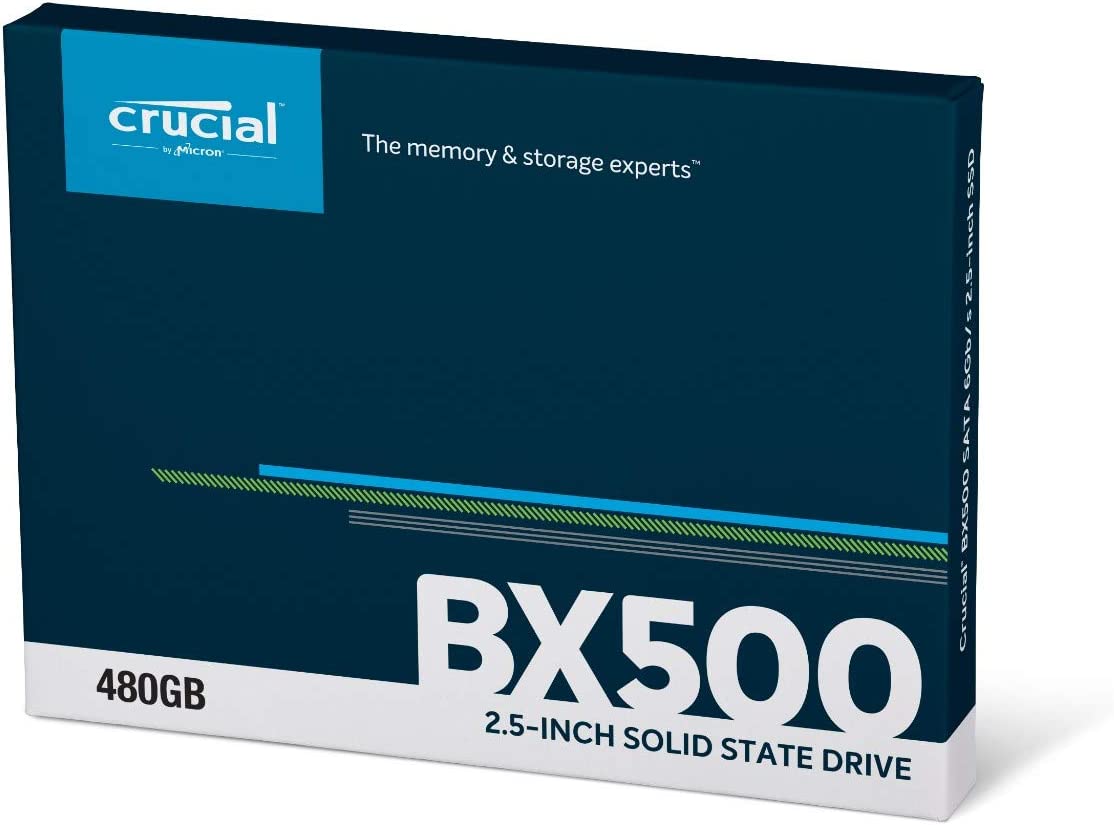 crucial™
by Micron®
The memory & storage experts™
BX500
480GB
2.5-INCH SOLID STATE DRIVE
Crucial® BX500 SATA 6Gb/s 2.5-inch SSD